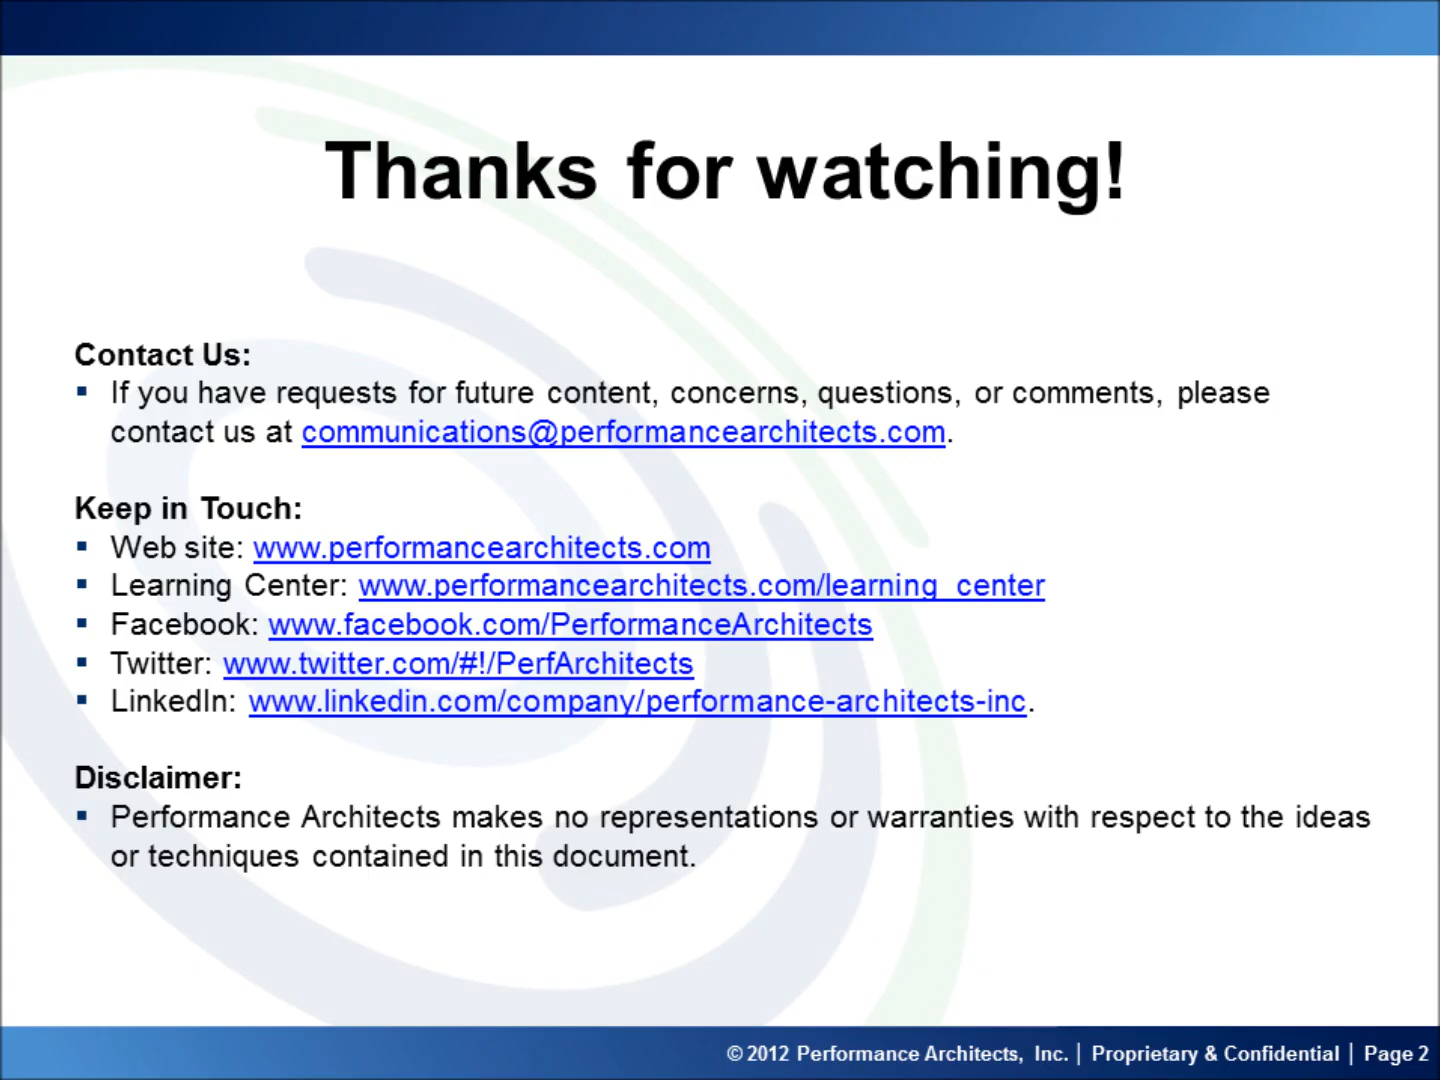 Thanks for watching!
Contact Us:
▪ If you have requests for future content, concerns, questions, or comments, please
contact us at communications@performancearchitects.com.
Keep in Touch:
▪ Web site: www.performancearchitects.com
▪ Learning Center: www.performancearchitects.com/learning_center
▪ Facebook: www.facebook.com/PerformanceArchitects
▪ Twitter: www.twitter.com/#!/PerfArchitects
▪ LinkedIn: www.linkedin.com/company/performance-architects-inc.
Disclaimer:
▪ Performance Architects makes no representations or warranties with respect to the ideas
or techniques contained in this document.
© 2012 Performance Architects, Inc. | Proprietary & Confidential | Page 2